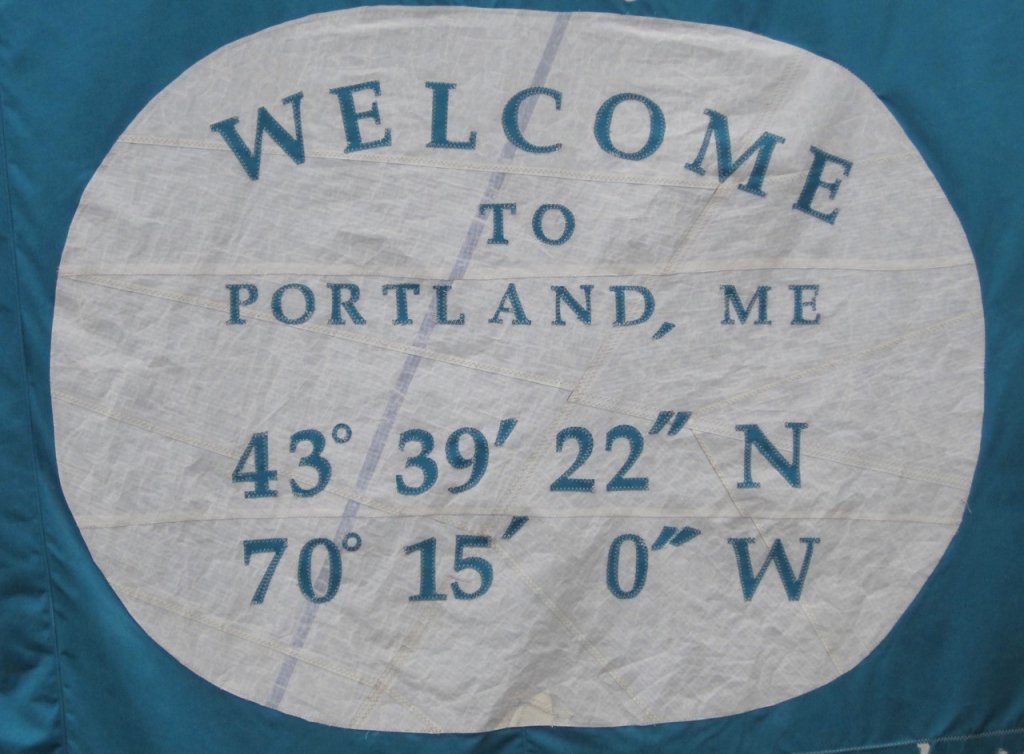 WELCOME
TO
PORTLAND, ME
43° 39' 22" N
70° 15' 0" W